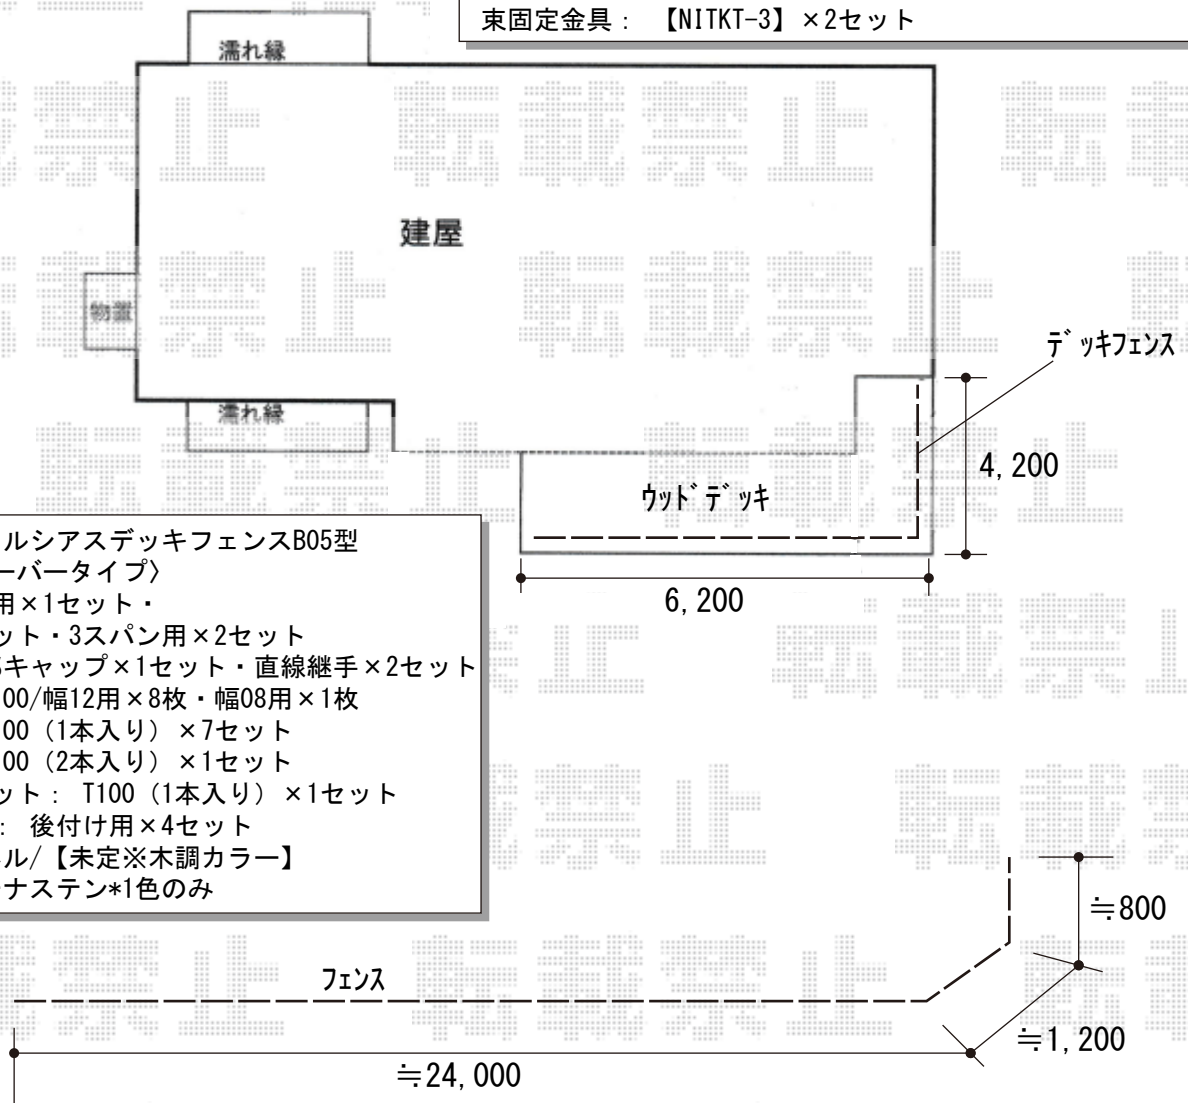 束固定金具： 【NITKT-3】×2セット
濡れ縁
建屋
物置
濡れ縁
デッキフェンス
4,200
ウッドデッキ
6,200
ルシアスデッキフェンスB05型
ーバータイプ〉
用×1セット・
ット・3スパン用×2セット
キャップ×1セット・直線継手×2セット
00/幅12用×8枚・幅08用×1枚
00（1本入り）×7セット
00（2本入り）×1セット
ット： T100（1本入り）×1セット
： 後付け用×4セット
ル/【未定※木調カラー】
ナステン*1色のみ
≒800
フェンス
≒1,200
≒24,000
転載禁止